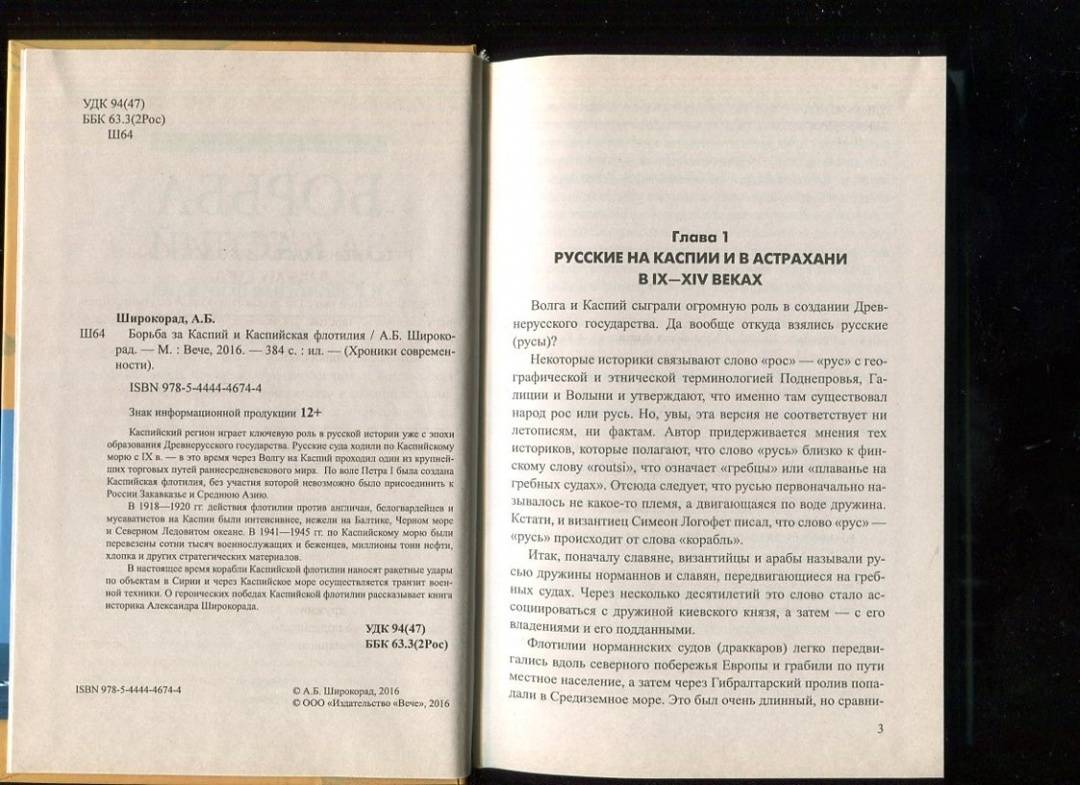 УДК 94(47)
ББК 63.3(2Рос)
Ш64
Широкорад, А.Б.
Ш64 Борьба за Каспий и Каспийская флотилия / А.Б. Широко-
рад. — М. : Вече, 2016. — 384 с. : ил. — (Хроники современ-
ности).
ISBN 978-5-4444-4674-4
Знак информационной продукции 12+
Каспийский регион играет ключевую роль в русской истории уже с эпохи
образования Древнерусского государства. Русские суда ходили по Каспийскому
морю с IX в. — в это время через Волгу на Каспий проходил один из крупней-
ших торговых путей раннесредневекового мира. По воле Петра I была создана
Каспийская флотилия, без участия которой невозможно было присоединить к
России Закавказье и Среднюю Азию.
В 1918—1920 гг. действия флотилии против англичан, белогвардейцев и
мусаватистов на Каспии были интенсивнее, нежели на Балтике, Черном море
и Северном Ледовитом океане. В 1941—1945 гг. по Каспийскому морю были
перевезены сотни тысяч военнослужащих и беженцев, миллионы тонн нефти,
хлопка и других стратегических материалов.
В настоящее время корабли Каспийской флотилии наносят ракетные удары
по объектам в Сирии и через Каспийское море осуществляется транзит воен-
ной техники. О героических победах Каспийской флотилии рассказывает книга
историка Александра Широкорада.
УДК 94(47)
ББК 63.3(2Рос)
ISBN 978-5-4444-4674-4
© А.Б. Широкорад, 2016
© ООО «Издательство «Вече», 2016
Глава 1
РУССКИЕ НА КАСПИИ И В АСТРАХАНИ
В IX—XIV ВЕКАХ
Волга и Каспий сыграли огромную роль в создании Древ-
нерусского государства. Да вообще откуда взялись русские
(русы)?
Некоторые историки связывают слово «рос» — «рус» с гео-
графической и этнической терминологией Поднепровья, Га-
лиции и Волыни и утверждают, что именно там существовал
народ рос или русь. Но, увы, эта версия не соответствует ни
летописям, ни фактам. Автор придерживается мнения тех
историков, которые полагают, что слово «русь» близко к фин-
скому слову «routsi», что означает «гребцы» или «плаванье на
гребных судах». Отсюда следует, что русью первоначально на-
зывалось не какое-то племя, а двигающаяся по воде дружина.
Кстати, и византиец Симеон Логофет писал, что слово «рус» —
«русь» происходит от слова «корабль».
Итак, поначалу славяне, византийцы и арабы называли ру-
сью дружины норманнов и славян, передвигающиеся на греб-
ных судах. Через несколько десятилетий это слово стало ас-
социироваться с дружиной киевского князя, а затем — с его
владениями и его подданными.
Флотилии норманнских судов (драккаров) легко передви-
гались вдоль северного побережья Европы и грабили по пути
местное население, а затем через Гибралтарский пролив попа-
дали в Средиземное море. Это был очень длинный, но сравни-
3